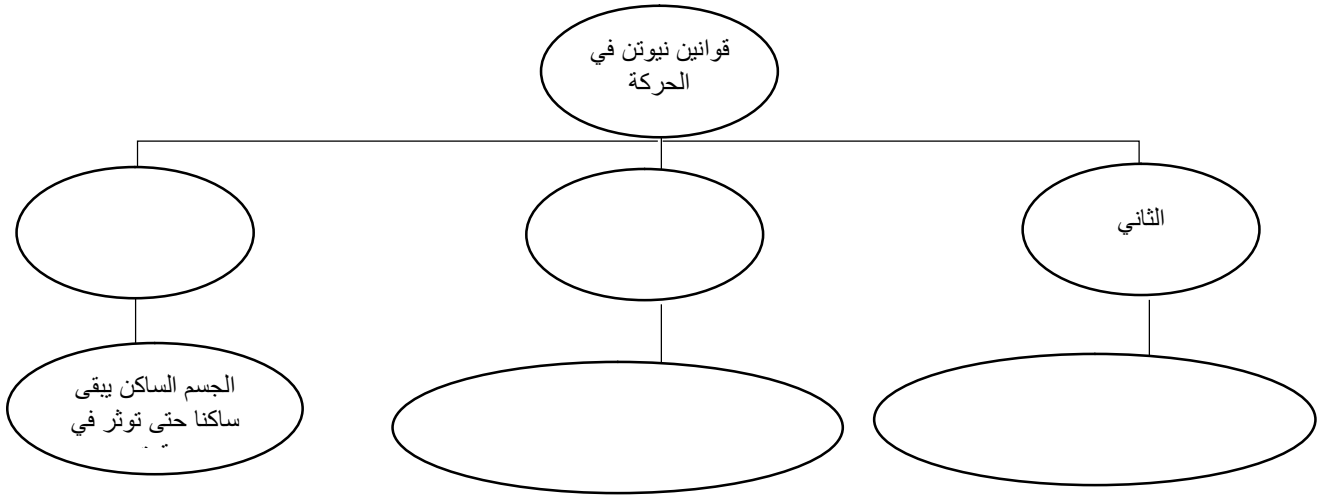 قوانين نيوتن في
الحركة
الثاني
الجسم الساكن يبقى
ساكنا حتى توثر في